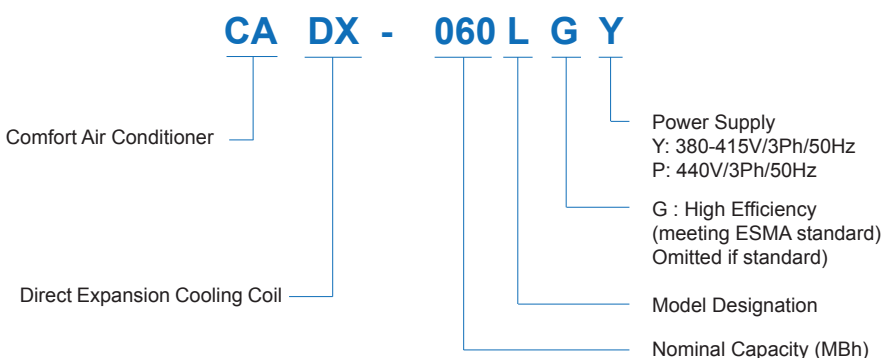 CA DX - 060 L G Y
Comfort Air Conditioner
Direct Expansion Cooling Coil
Power Supply
Y: 380-415V/3Ph/50Hz
P: 440V/3Ph/50Hz
G : High Efficiency
(meeting ESMA standard)
Omitted if standard)
Model Designation
Nominal Capacity (MBh)